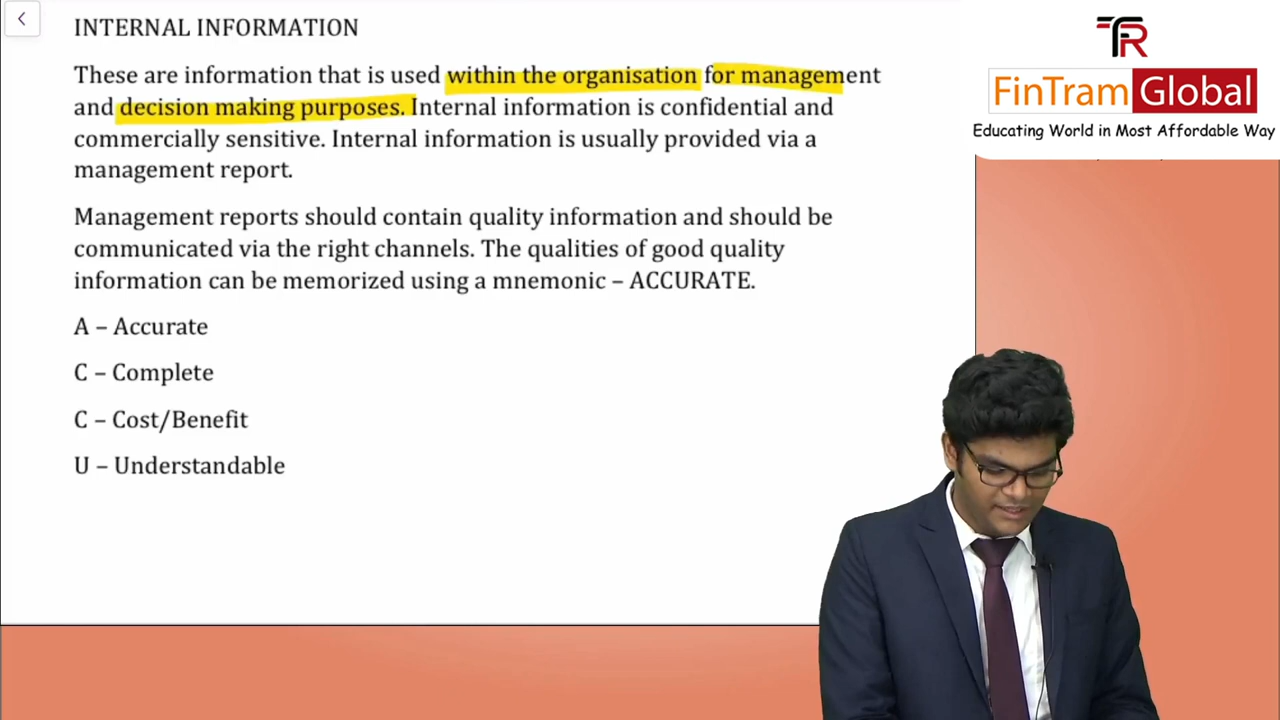 INTERNAL INFORMATION
These are information that is used within the organisation for management
and decision making purposes. Internal information is confidential and
commercially sensitive. Internal information is usually provided via a
management report.
Management reports should contain quality information and should be
communicated via the right channels. The qualities of good quality
information can be memorized using a mnemonic – ACCURATE.
A – Accurate
C – Complete
C – Cost/Benefit
U – Understandable
FR
FinTram Global
Educating World in Most Affordable Way